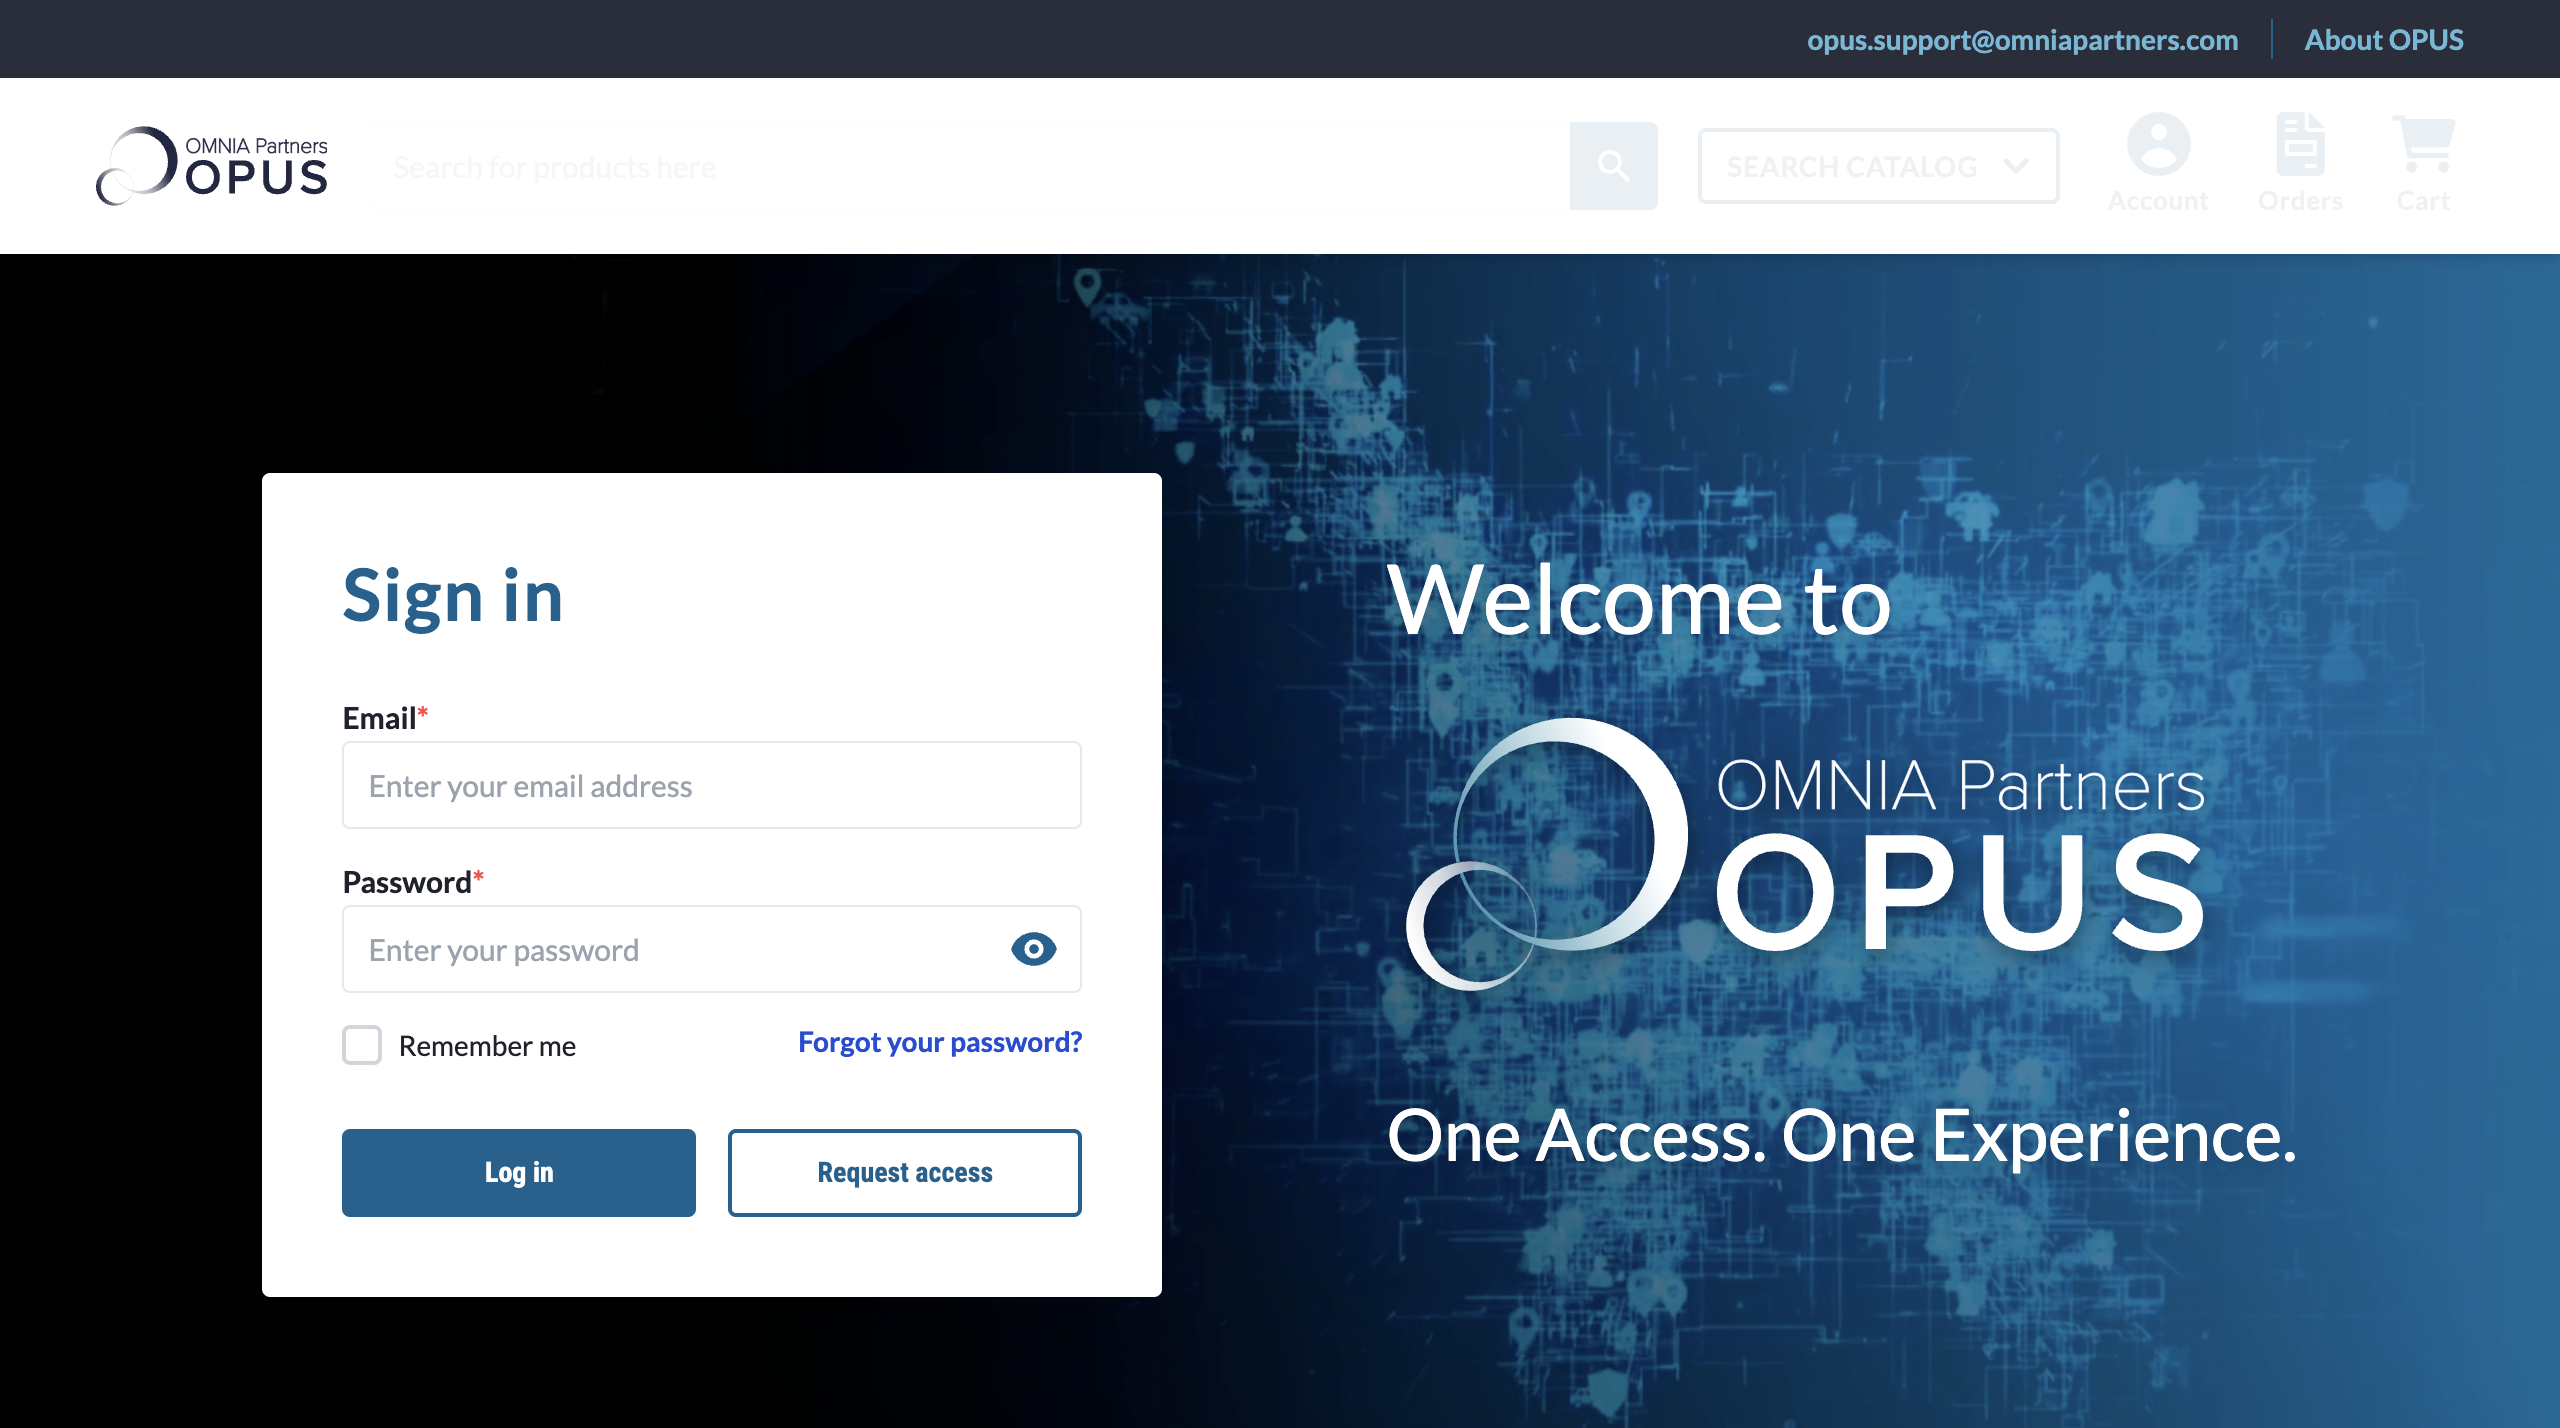 opus.support@omniapartners.com
About OPUS
OMNIA Partners
OPUS
Search for products here
SEARCH CATALOG
Account
Orders
Cart
Sign in
Email*
Enter your email address
Password*
Enter your password
Remember me
Forgot your password?
Log in
Request access
Welcome to
OMNIA Partners
OPUS
One Access. One Experience.